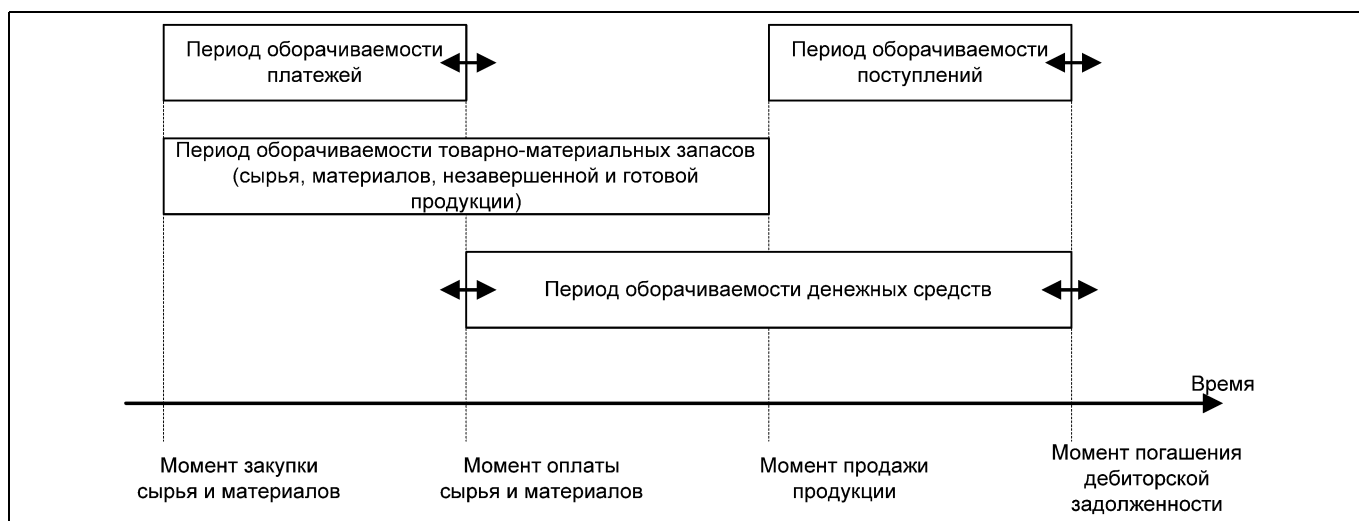 Период оборачиваемости
платежей
Период оборачиваемости
поступлений
Период оборачиваемости товарно-материальных запасов
(сырья, материалов, незавершенной и готовой
продукции)
Период оборачиваемости денежных средств
Время
Момент закупки
сырья и материалов
Момент оплаты
сырья и материалов
Момент продажи
продукции
Момент погашения
дебиторской
задолженности